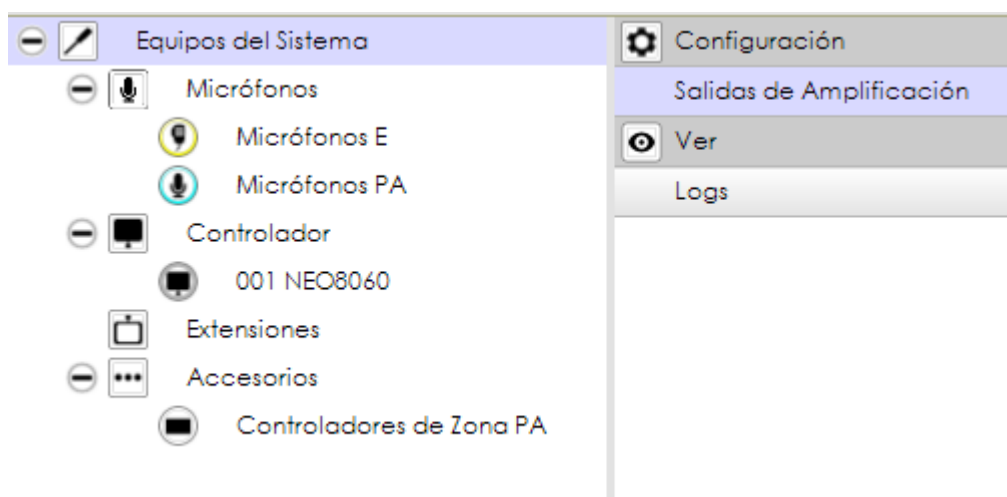 Equipos del Sistema
Micrófonos
Micrófonos E
Micrófonos PA
Controlador
001 NEO8060
Extensiones
Accesorios
Controladores de Zona PA
Configuración
Salidas de Amplificación
Ver
Logs